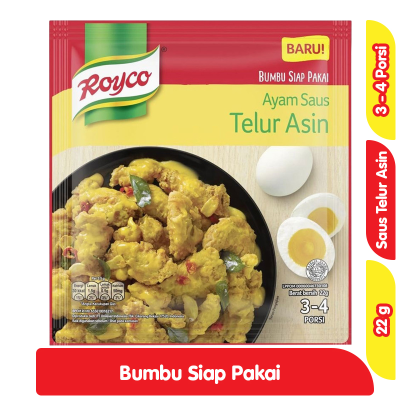 BARU!
Royco
BUMBU SIAP PAKAI
Ayam Saus
Telur Asin
3-4
PORSI
3-4 Porsi
Saus Telur Asin
22 g
Bumbu Siap Pakai